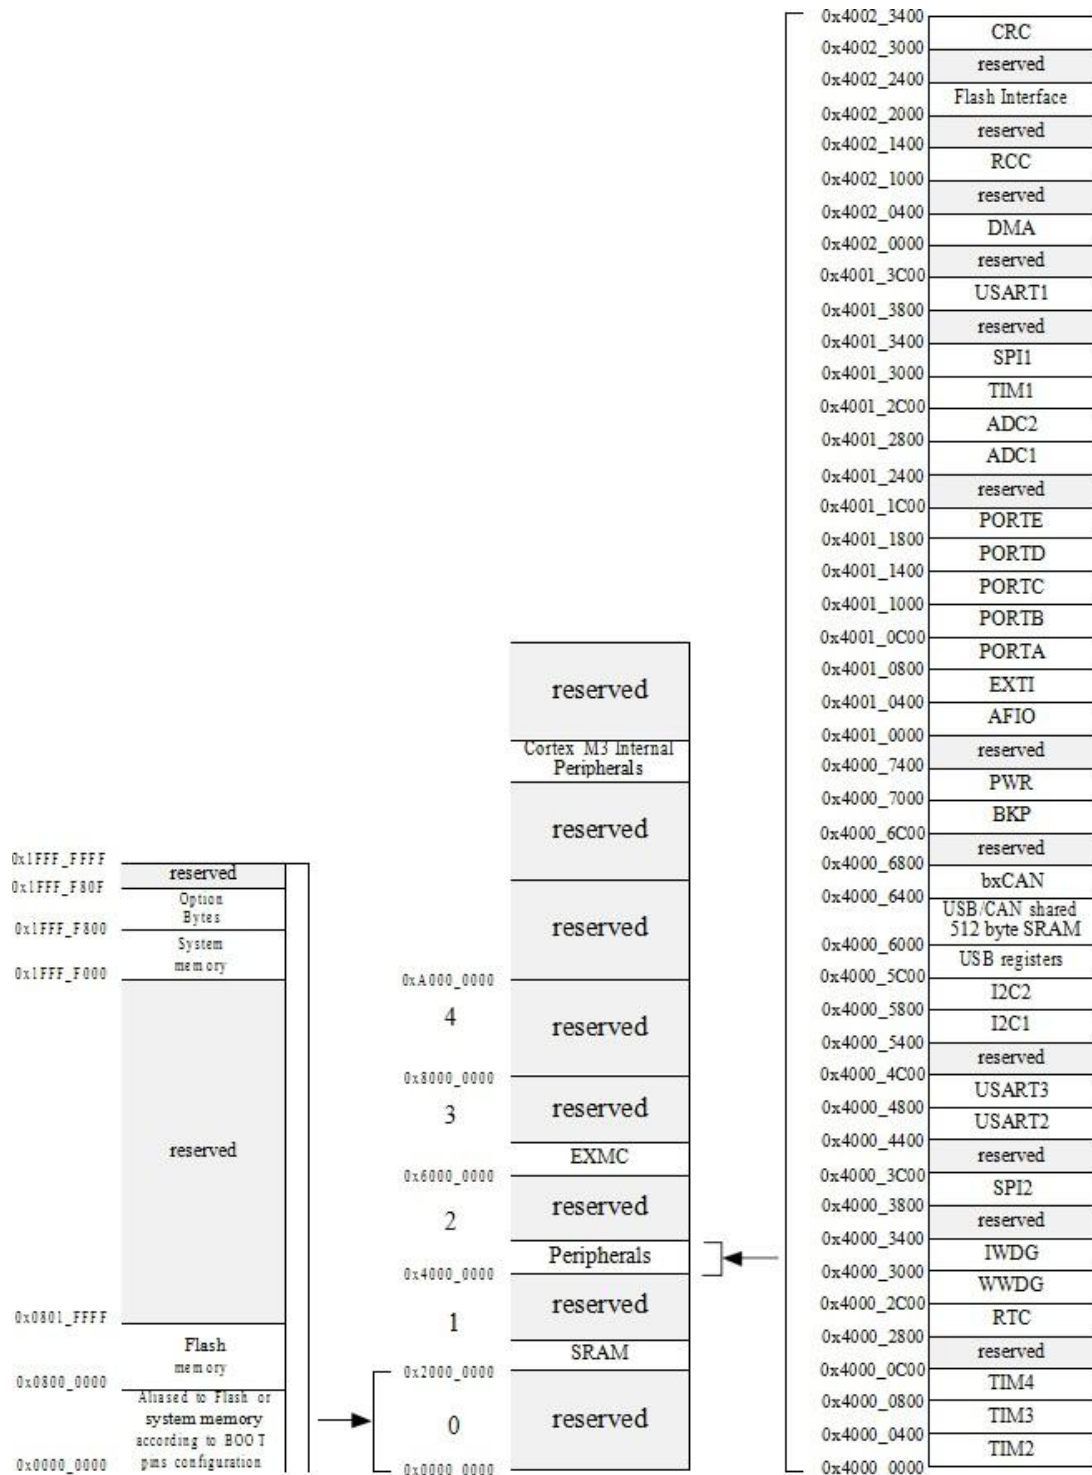 0x4002_3400
CRC
0x4002_3000
reserved
0x4002_2400
Flash Interface
0x4002_2000
reserved
0x4002_1400
RCC
0x4002_1000
reserved
0x4002_0400
DMA
0x4002_0000
reserved
0x4001_3C00
USART1
0x4001_3800
reserved
0x4001_3400
SPI1
0x4001_3000
TIM1
0x4001_2C00
ADC2
0x4001_2800
ADC1
0x4001_2400
reserved
0x4001_1C00
PORTE
0x4001_1800
PORTD
0x4001_1400
PORTC
0x4001_1000
PORTB
0x4001_0C00
PORTA
0x4001_0800
EXTI
0x4001_0400
AFIO
0x4001_0000
reserved
0x4000_7400
PWR
0x4000_7000
BKP
0x4000_6C00
reserved
0x4000_6800
bxCAN
0x4000_6400
USB/CAN shared
512 byte SRAM
0x4000_6000
USB registers
0x4000_5C00
I2C2
0x4000_5800
I2C1
0x4000_5400
reserved
0x4000_4C00
USART3
0x4000_4800
USART2
0x4000_4400
reserved
0x4000_3C00
SPI2
0x4000_3800
reserved
0x4000_3400
IWDG
0x4000_3000
WWDG
0x4000_2C00
RTC
0x4000_2800
reserved
0x4000_0C00
TIM4
0x4000_0800
TIM3
0x4000_0400
TIM2
0x4000_0000
reserved
Cortex M3 Internal
Peripherals
reserved
reserved
0xA000_0000
4
reserved
0x8000_0000
3
reserved
EXMC
0x6000_0000
2
reserved
Peripherals
0x4000_0000
1
reserved
SRAM
0x2000_0000
0
reserved
0x0000_0000
0x1FFF_FFFF
reserved
0x1FFF_F80F
Option
Bytes
0x1FFF_F800
System
memory
0x1FFF_F000
reserved
0x0801_FFFF
Flash
memory
0x0800_0000
Aliased to Flash or
system memory
according to BOOT
pins configuration
0x0000_0000